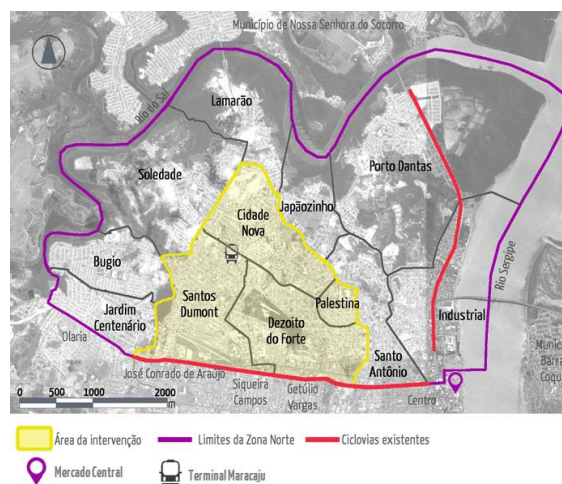 Município de Nossa Senhora do Socorro
Rio do Sal
Lamarão
Soledade
Porto Dantas
Japãozinho
Cidade
Nova
Bugio
Santos
Dumont
Palestina
Jardim
Centenário
Dezoito
do Forte
Industrial
Rio Sergipe
Olaria
Santo
Antônio
Municí
Barra
Coqu
José Conrado de Araújo
Siqueira
Campos
Getúlio
Vargas
Centro
0 500 1000 2000
m
Área da intervenção
Limites da Zona Norte
Ciclovias existentes
Mercado Central
Terminal Maracaju